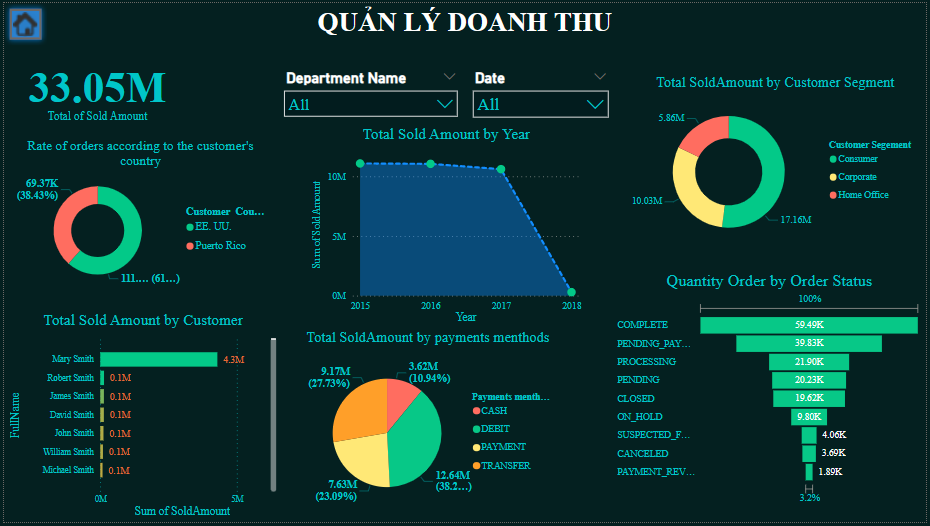 QUẢN LÝ DOANH THU
33.05M
Total of Sold Amount
Department Name
All
Date
All
Rate of orders according to the customer's
country
69.37K
(38.43%)
111.... (61...)
Customer Cou...
EE. UU.
Puerto Rico
Total Sold Amount by Year
Sum of Sold Amount
10M
5M
0M
2015
2016
2017
2018
Year
Total SoldAmount by Customer Segment
5.86M
10.03M
17.16M
Customer Segement
Consumer
Corporate
Home Office
Total Sold Amount by Customer
FullName
Mary Smith
4.3M
Robert Smith
0.1M
James Smith
0.1M
David Smith
0.1M
John Smith
0.1M
William Smith
0.1M
Michael Smith
0.1M
0M
5M
Sum of SoldAmount
Total SoldAmount by payments menthods
9.17M
(27.73%)
3.62M
(10.94%)
7.63M
(23.09%)
12.64M
(38.2...)
Payments menth...
CASH
DEBIT
PAYMENT
TRANSFER
Quantity Order by Order Status
100%
COMPLETE
59.49K
PENDING_PAY...
39.83K
PROCESSING
21.90K
PENDING
20.23K
CLOSED
19.62K
ON_HOLD
9.80K
SUSPECTED_F...
4.06K
CANCELED
3.69K
PAYMENT_REV...
1.89K
3.2%